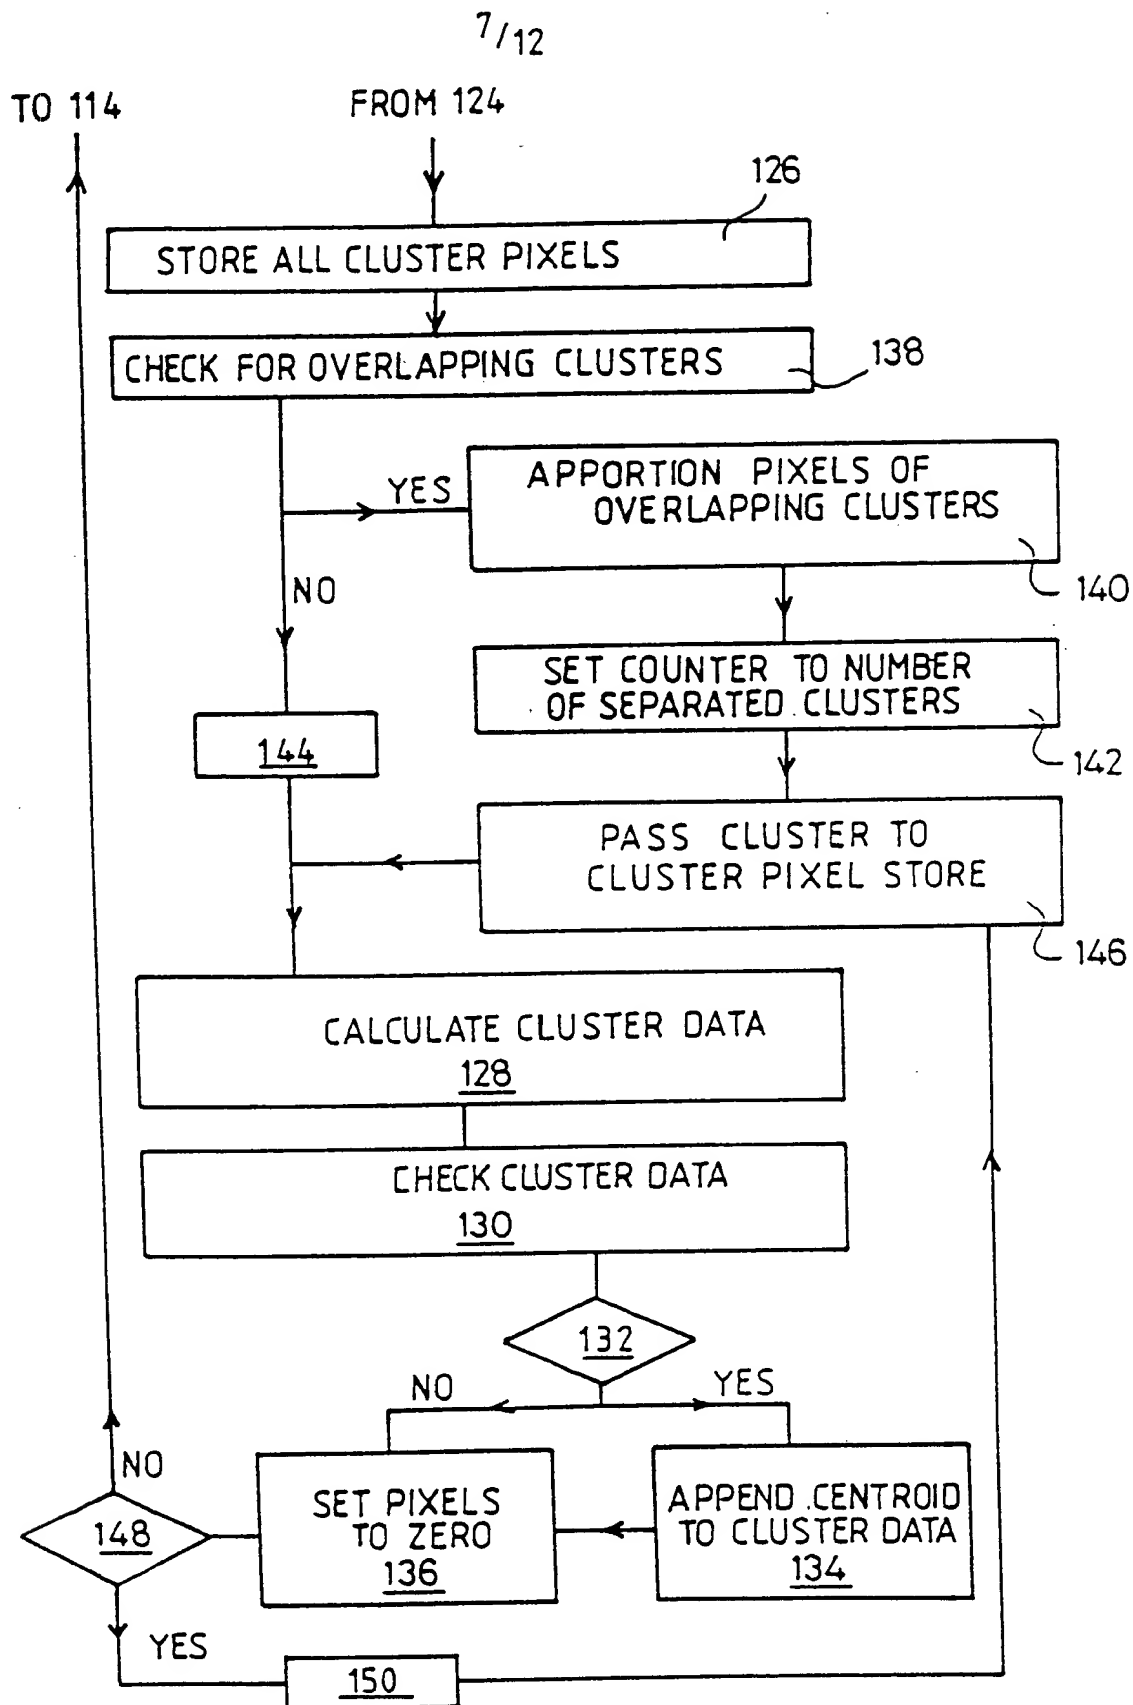 7/12
TO 114
FROM 124
126
STORE ALL CLUSTER PIXELS
CHECK FOR OVERLAPPING CLUSTERS
138
YES
APPORTION PIXELS OF
OVERLAPPING CLUSTERS
140
NO
SET COUNTER TO NUMBER
OF SEPARATED CLUSTERS
142
144
PASS CLUSTER TO
CLUSTER PIXEL STORE
146
CALCULATE CLUSTER DATA
128
CHECK CLUSTER DATA
130
132
NO
YES
SET PIXELS
TO ZERO
136
APPEND CENTROID
TO CLUSTER DATA
134
NO
148
YES
150